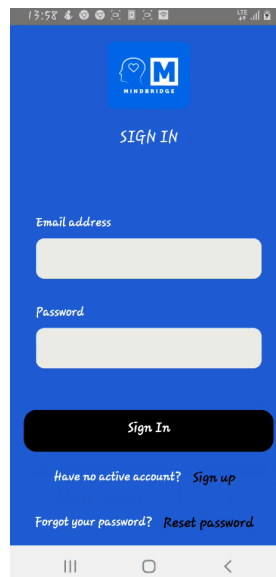 13:58
LTE
M
MINDBRIDGE
SIGN IN
Email address
Password
Sign In
Have no active account? Sign up
Forgot your password? Reset password